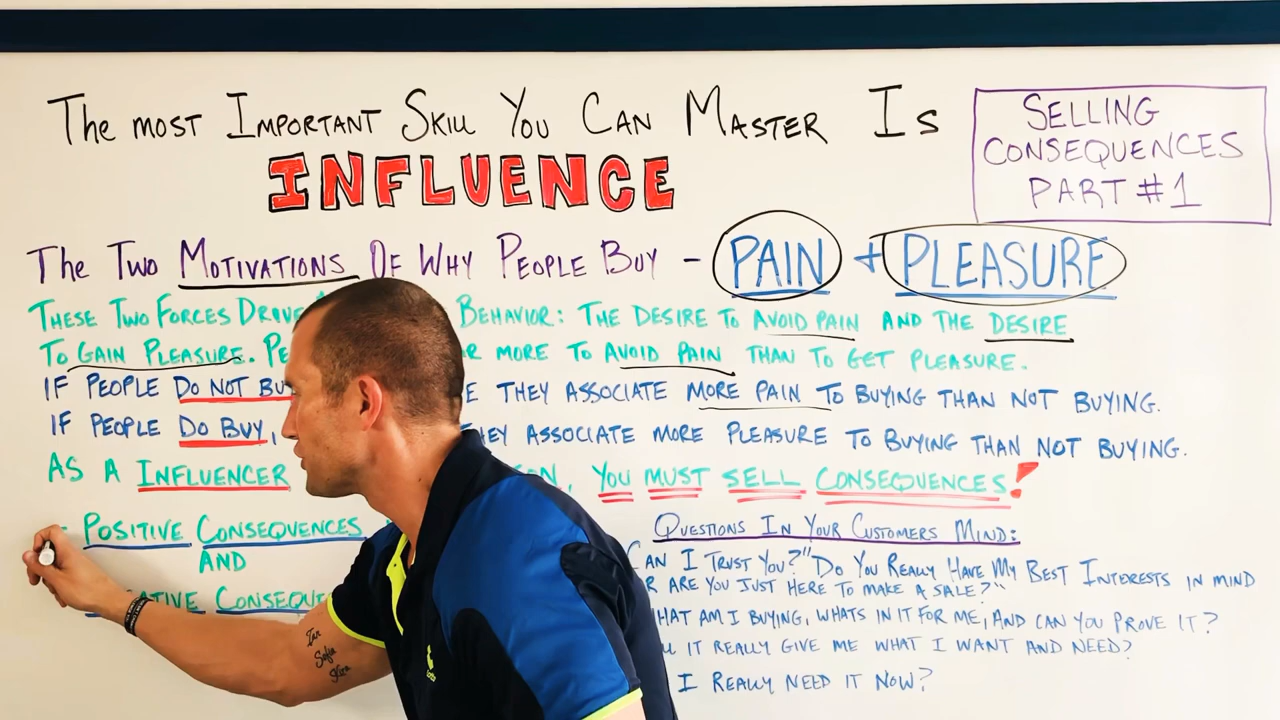 The most Important Skill You Can Master Is
INFLUENCE
SELLING
CONSEQUENCES
PART #1
The Two Motivations Of Why People Buy - PAIN + PLEASURE
THESE TWO FORCES DRIVE BEHAVIOR: THE DESIRE TO AVOID PAIN AND THE DESIRE
TO GAIN PLEASURE. MORE TO AVOID PAIN THAN TO GET PLEASURE.
IF PEOPLE DO NOT THEY ASSOCIATE MORE PAIN TO BUYING THAN NOT BUYING.
IF PEOPLE DO BUY, ASSOCIATE MORE PLEASURE TO BUYING THAN NOT BUYING.
AS A INFLUENCER YOU MUST SELL CONSEQUENCES!
- POSITIVE CONSEQUENCES
AND
CONSEQUE
QUESTIONS IN YOUR CUSTOMERS MIND:
AN I TRUST YOU?" "DO YOU REALLY HAVE MY BEST INTERESTS IN MIND
R ARE YOU JUST HERE TO MAKE A SALE?"
HAT AM I BUYING, WHATS IN IT FOR ME, AND CAN YOU PROVE IT?
IT REALLY GIVE ME WHAT I WANT AND NEED?
I REALLY NEED IT NOW?
Ian
Sofia